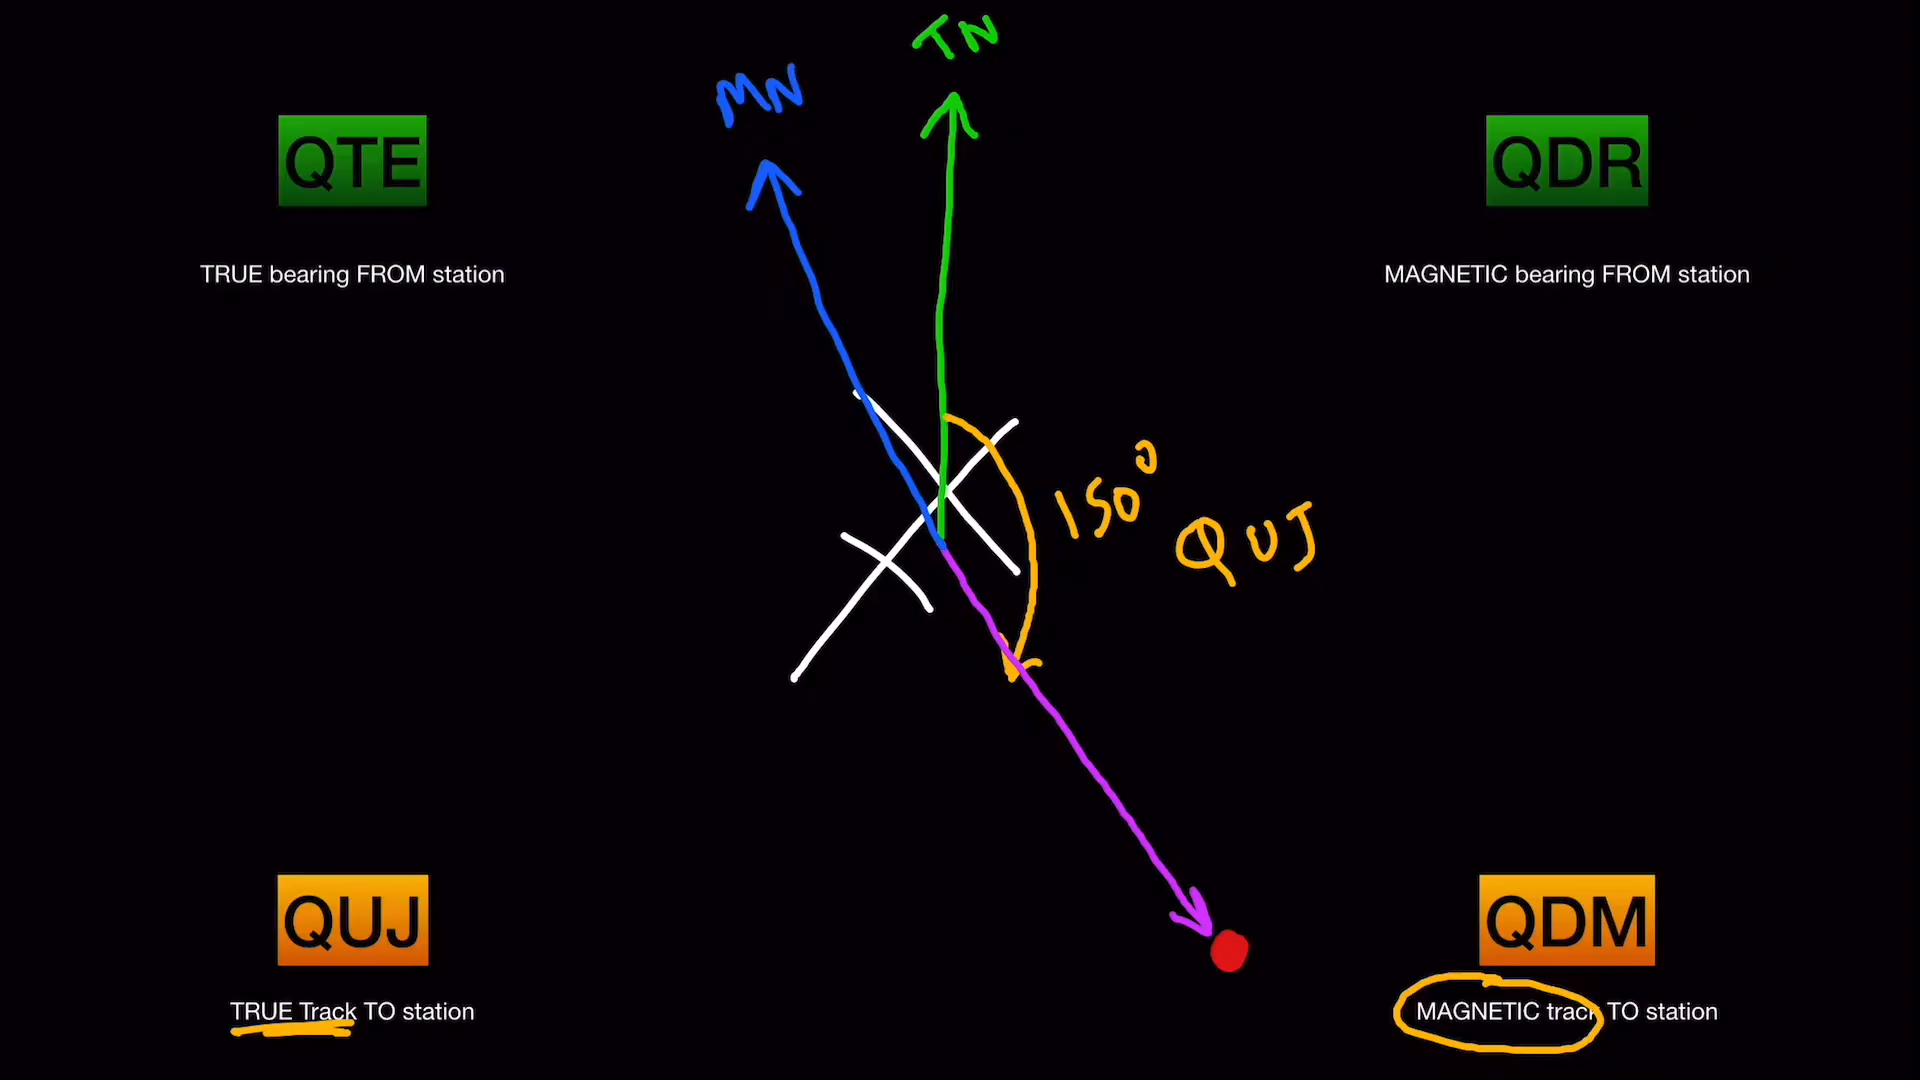 TN
MN
QTE
QDR
TRUE bearing FROM station
MAGNETIC bearing FROM station
150°
QUJ
QUJ
QDM
TRUE Track TO station
MAGNETIC track TO station